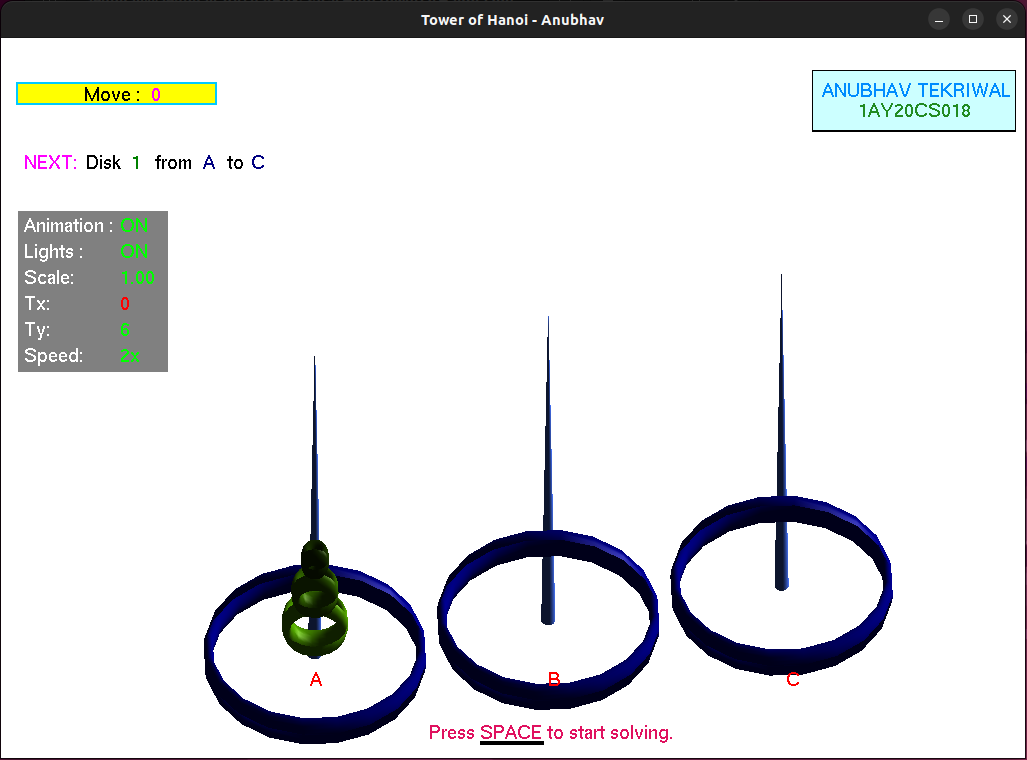 Tower of Hanoi - Anubhav
Move : 0
ANUBHAV TEKRIWAL
1AY20CS018
NEXT: Disk 1 from A to C
Animation : ON
Lights : ON
Scale: 1.00
Tx: 0
Ty: 6
Speed: 2x
A
B
C
Press SPACE to start solving.